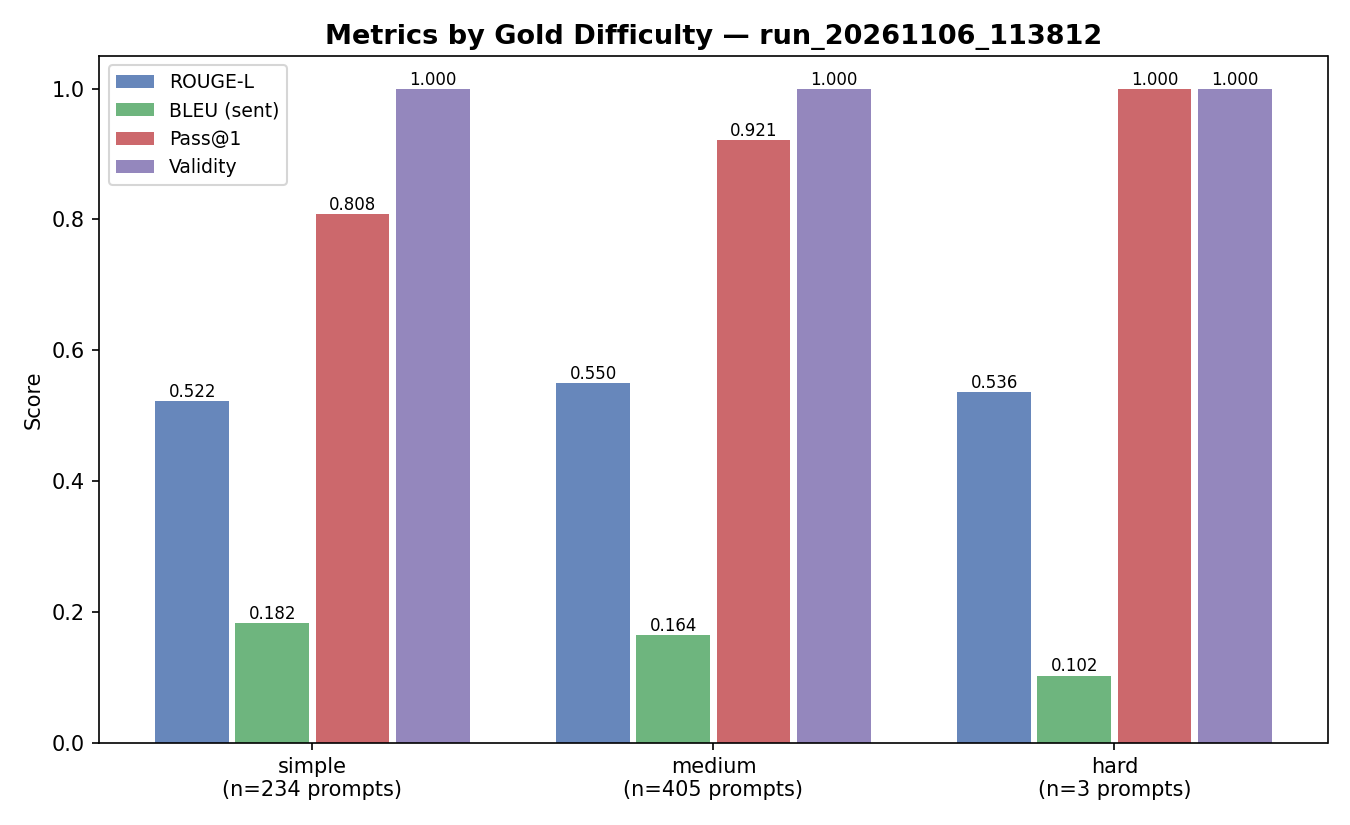 Metrics by Gold Difficulty — run_20261106_113812
ROUGE-L
BLEU (sent)
Pass@1
Validity
Score
1.0
0.8
0.6
0.4
0.2
0.0
0.522
0.182
0.808
1.000
0.550
0.164
0.921
1.000
0.536
0.102
1.000
1.000
simple
(n=234 prompts)
medium
(n=405 prompts)
hard
(n=3 prompts)